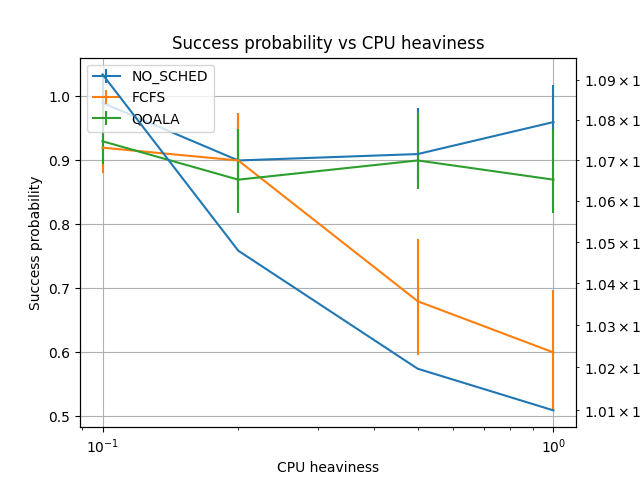 Success probability vs CPU heaviness
NO_SCHED
FCFS
QOALA
Success probability
1.0
0.9
0.8
0.7
0.6
0.5
1.09×1
1.08×1
1.07×1
1.06×1
1.05×1
1.04×1
1.03×1
1.02×1
1.01×1
10⁻¹
10⁰
CPU heaviness